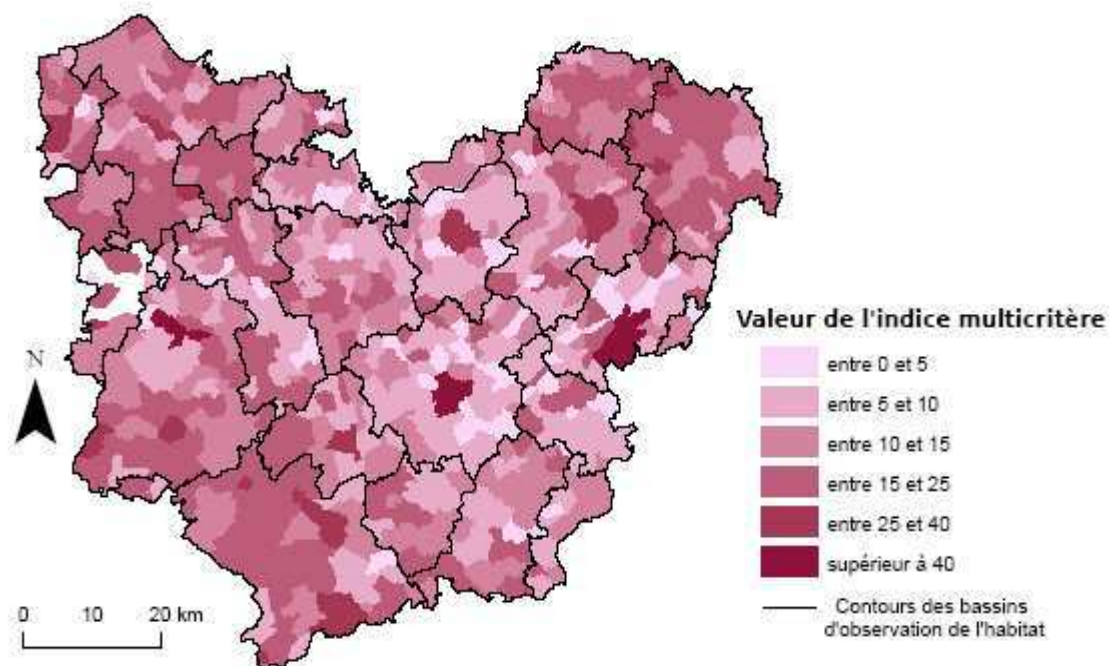 Valeur de l'indice multicritère
entre 0 et 5
entre 5 et 10
entre 10 et 15
entre 15 et 25
entre 25 et 40
supérieur à 40
Contours des bassins
d'observation de l'habitat
N
0 10 20 km